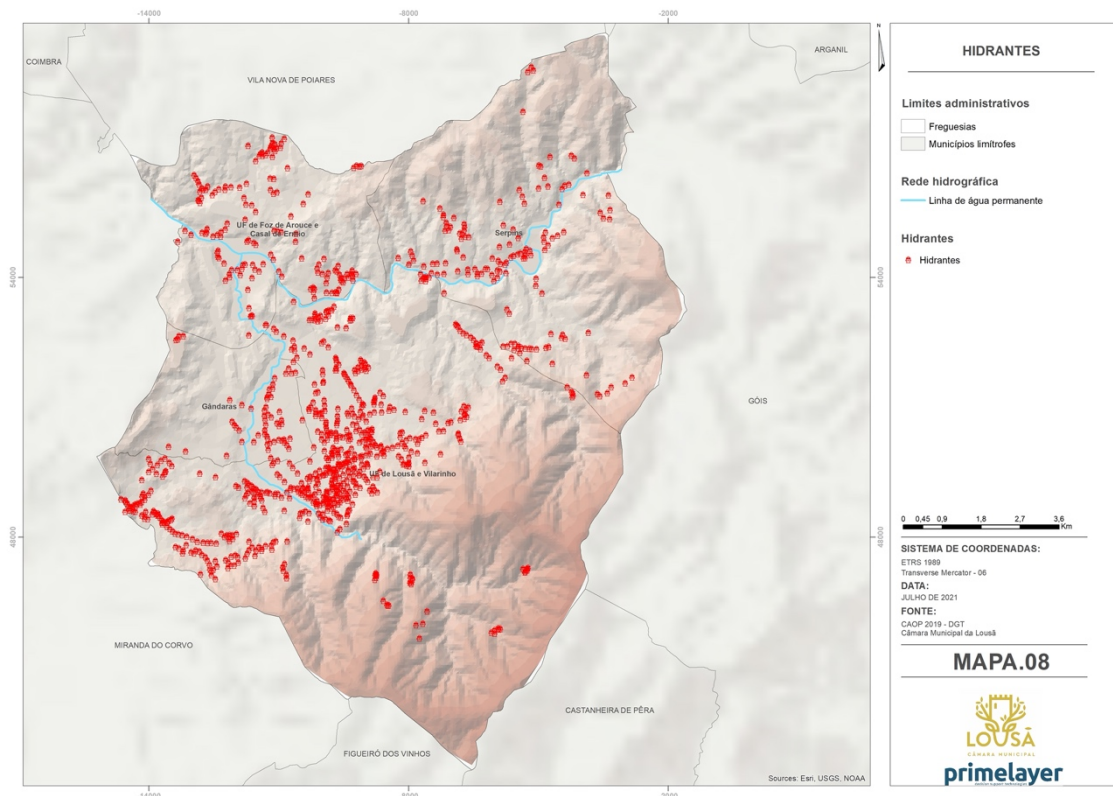 -14000
-8000
-2000
COIMBRA
ARGANIL
VILA NOVA DE POIARES
N
UF de Foz de Arouce e
Casal de Ermio
Serpins
54000
54000
GÓIS
Gândaras
UF de Lousã e Vilarinho
48000
48000
MIRANDA DO CORVO
CASTANHEIRA DE PÊRA
FIGUEIRÓ DOS VINHOS
Sources: Esri, USGS, NOAA
-14000
-8000
-2000
HIDRANTES
Limites administrativos
Freguesias
Municípios limítrofes
Rede hidrográfica
Linha de água permanente
Hidrantes
Hidrantes
0 0,45 0,9 1,8 2,7 3,6
Km
SISTEMA DE COORDENADAS:
ETRS 1989
Transverse Mercator - 06
DATA:
JULHO DE 2021
FONTE:
CAOP 2019 - DGT
Câmara Municipal da Lousã
MAPA.08
LOUSÃ
CÂMARA MUNICIPAL
primelayer